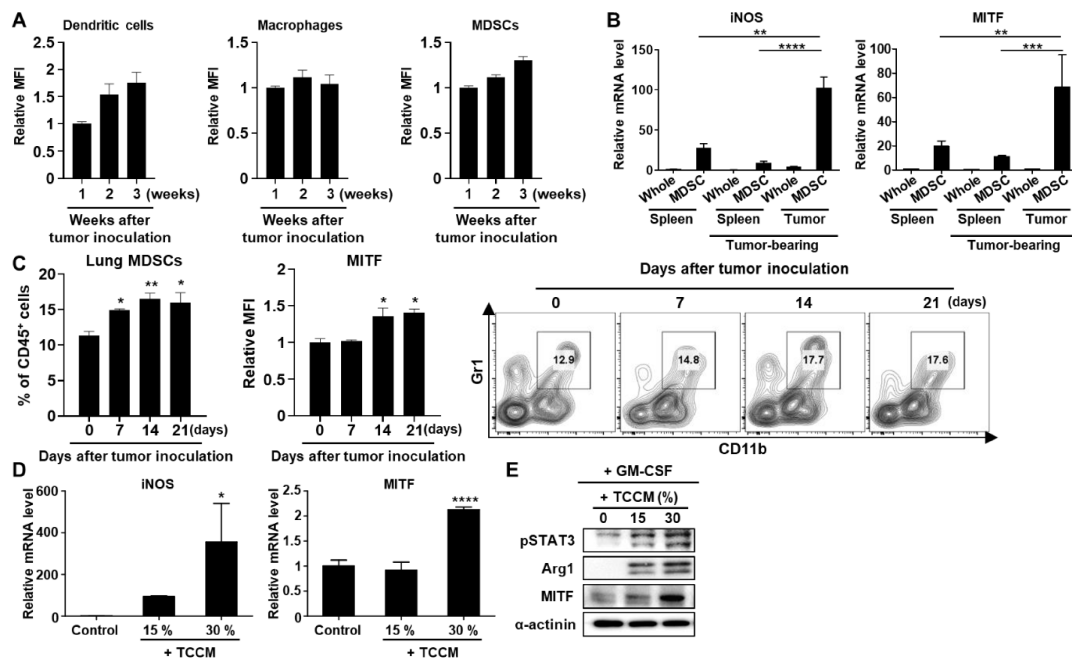 A
Dendritic cells
Relative MFI
2
1.5
1
0.5
0
1 2 3 (weeks)
Weeks after
tumor inoculation
Macrophages
Relative MFI
1.5
1
0.5
0
1 2 3 (weeks)
Weeks after
tumor inoculation
MDSCs
Relative MFI
1.5
1
0.5
0
1 2 3 (weeks)
Weeks after
tumor inoculation
B
iNOS
**
****
Relative mRNA level
150
100
50
0
Whole MDSC Whole MDSC Whole MDSC
Spleen Spleen Tumor
Tumor-bearing
MITF
**
***
Relative mRNA level
100
80
60
40
20
0
Whole MDSC Whole MDSC Whole MDSC
Spleen Spleen Tumor
Tumor-bearing
C
Lung MDSCs
% of CD45+ cells
20
15
10
5
0
* ** *
0 7 14 21(days)
Days after tumor inoculation
MITF
Relative MFI
2
1.5
1
0.5
0
* *
0 7 14 21(days)
Days after tumor inoculation
Days after tumor inoculation
0 7 14 21 (days)
12.9 14.8 17.7 17.6
Gr1
CD11b
D
iNOS
Relative mRNA level
600
400
200
0
*
Control 15 % 30 %
+ TCCM
MITF
Relative mRNA level
2.5
2
1.5
1
0.5
0
****
Control 15 % 30 %
+ TCCM
E
+ GM-CSF
+ TCCM (%)
0 15 30
pSTAT3
Arg1
MITF
α-actinin